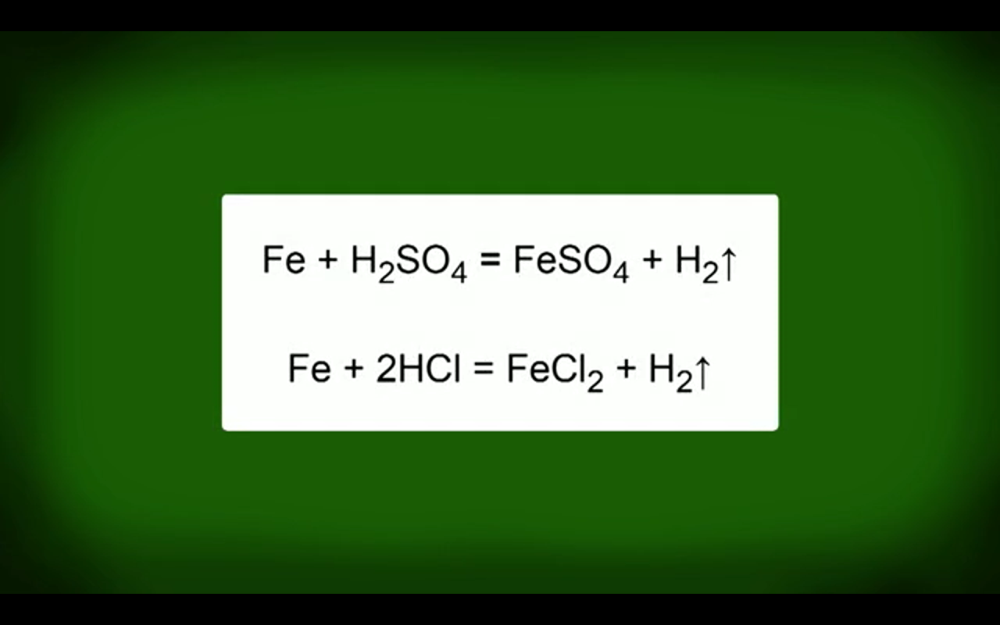 Fe + H₂SO₄ = FeSO₄ + H₂↑
Fe + 2HCl = FeCl₂ + H₂↑